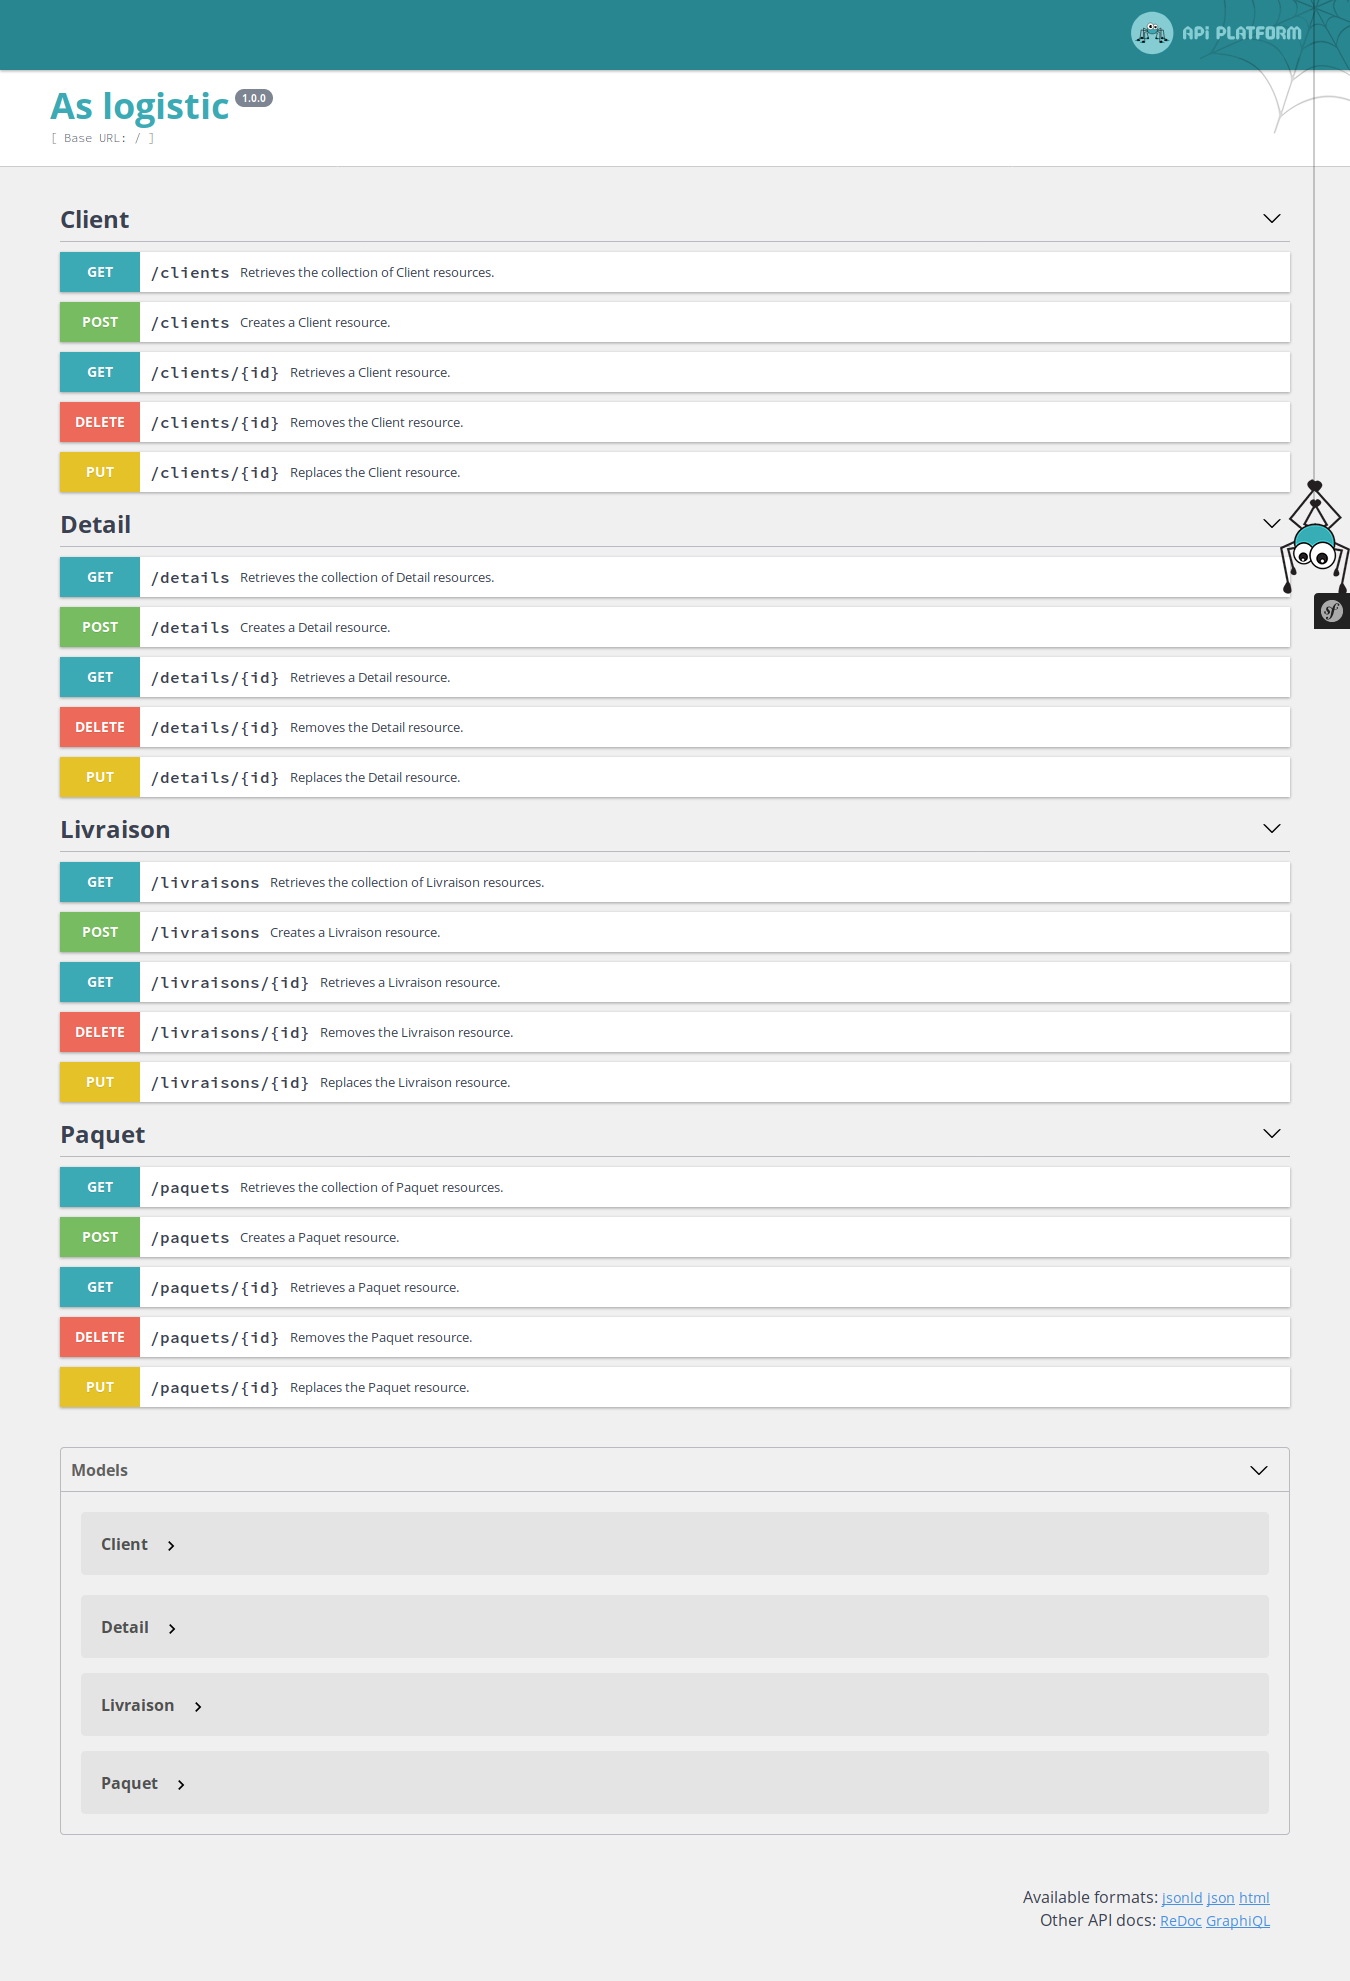 API PLATFORM
As logistic 1.0.0
[ Base URL: / ]
Client
GET /clients Retrieves the collection of Client resources.
POST /clients Creates a Client resource.
GET /clients/{id} Retrieves a Client resource.
DELETE /clients/{id} Removes the Client resource.
PUT /clients/{id} Replaces the Client resource.
Detail
GET /details Retrieves the collection of Detail resources.
POST /details Creates a Detail resource.
GET /details/{id} Retrieves a Detail resource.
DELETE /details/{id} Removes the Detail resource.
PUT /details/{id} Replaces the Detail resource.
Livraison
GET /livraisons Retrieves the collection of Livraison resources.
POST /livraisons Creates a Livraison resource.
GET /livraisons/{id} Retrieves a Livraison resource.
DELETE /livraisons/{id} Removes the Livraison resource.
PUT /livraisons/{id} Replaces the Livraison resource.
Paquet
GET /paquets Retrieves the collection of Paquet resources.
POST /paquets Creates a Paquet resource.
GET /paquets/{id} Retrieves a Paquet resource.
DELETE /paquets/{id} Removes the Paquet resource.
PUT /paquets/{id} Replaces the Paquet resource.
Models
Client
Detail
Livraison
Paquet
Available formats: jsonld json html
Other API docs: ReDoc GraphiQL
sf